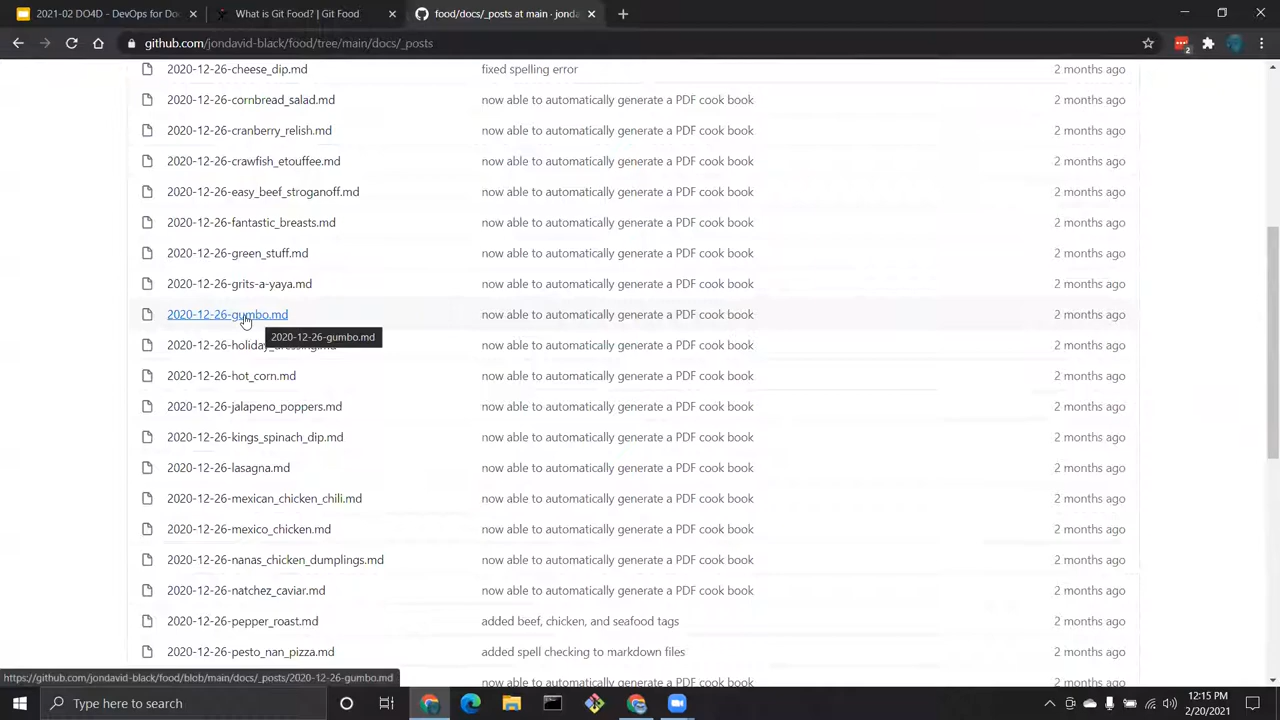 2021-02 DO4D - DevOps for Do
What is Git Food? | Git Food
food/docs/_posts at main · jonda
github.com/jondavid-black/food/tree/main/docs/_posts
2
2020-12-26-cheese_dip.md fixed spelling error 2 months ago
2020-12-26-cornbread_salad.md now able to automatically generate a PDF cook book 2 months ago
2020-12-26-cranberry_relish.md now able to automatically generate a PDF cook book 2 months ago
2020-12-26-crawfish_etouffee.md now able to automatically generate a PDF cook book 2 months ago
2020-12-26-easy_beef_stroganoff.md now able to automatically generate a PDF cook book 2 months ago
2020-12-26-fantastic_breasts.md now able to automatically generate a PDF cook book 2 months ago
2020-12-26-green_stuff.md now able to automatically generate a PDF cook book 2 months ago
2020-12-26-grits-a-yaya.md now able to automatically generate a PDF cook book 2 months ago
2020-12-26-gumbo.md now able to automatically generate a PDF cook book 2 months ago
2020-12-26-gumbo.md
2020-12-26-holiday_dressing.md now able to automatically generate a PDF cook book 2 months ago
2020-12-26-hot_corn.md now able to automatically generate a PDF cook book 2 months ago
2020-12-26-jalapeno_poppers.md now able to automatically generate a PDF cook book 2 months ago
2020-12-26-kings_spinach_dip.md now able to automatically generate a PDF cook book 2 months ago
2020-12-26-lasagna.md now able to automatically generate a PDF cook book 2 months ago
2020-12-26-mexican_chicken_chili.md now able to automatically generate a PDF cook book 2 months ago
2020-12-26-mexico_chicken.md now able to automatically generate a PDF cook book 2 months ago
2020-12-26-nanas_chicken_dumplings.md now able to automatically generate a PDF cook book 2 months ago
2020-12-26-natchez_caviar.md now able to automatically generate a PDF cook book 2 months ago
2020-12-26-pepper_roast.md added beef, chicken, and seafood tags 2 months ago
2020-12-26-pesto_nan_pizza.md added spell checking to markdown files 2 months ago
now able to automatically generate a PDF cook book 2 months ago
https://github.com/jondavid-black/food/blob/main/docs/_posts/2020-12-26-gumbo.md
Type here to search
12:15 PM
2/20/2021